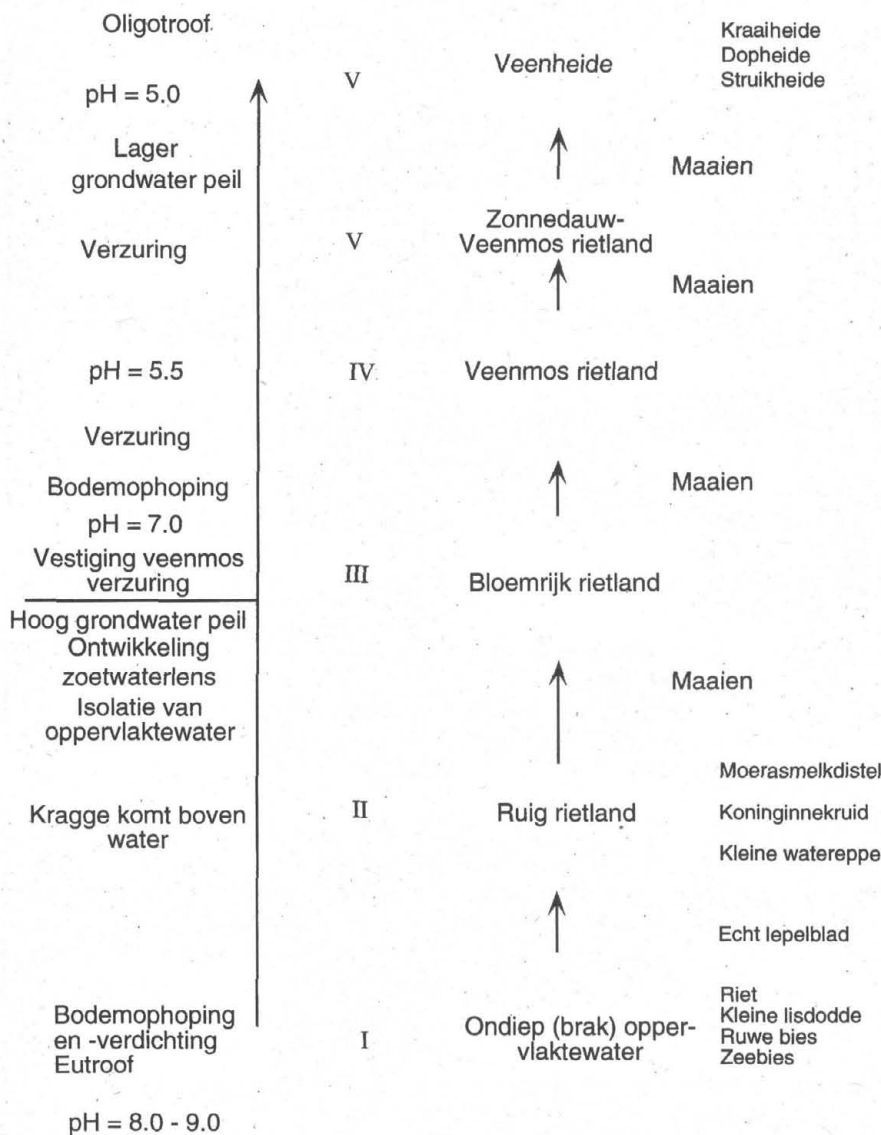 Oligotroof
pH = 5.0
Lager
grondwater peil
Verzuring
pH = 5.5
Verzuring
Bodemophoping
pH = 7.0
Vestiging veenmos
verzuring
Hoog grondwater peil
Ontwikkeling
zoetwaterlens
Isolatie van
oppervlaktewater
Kragge komt boven
water
Bodemophoping
en -verdichting
Eutroof
pH = 8.0 - 9.0
V
V
IV
III
II
I
Veenheide
Zonnedauw-
Veenmos rietland
Veenmos rietland
Bloemrijk rietland
Ruig rietland
Ondiep (brak) opper-
vlaktewater
Kraaiheide
Dopheide
Struikheide
Maaien
Maaien
Maaien
Maaien
Moerasmelkdistel
Koninginnekruid
Kleine watereppe
Echt lepelblad
Riet
Kleine lisdodde
Ruwe bies
Zeebies